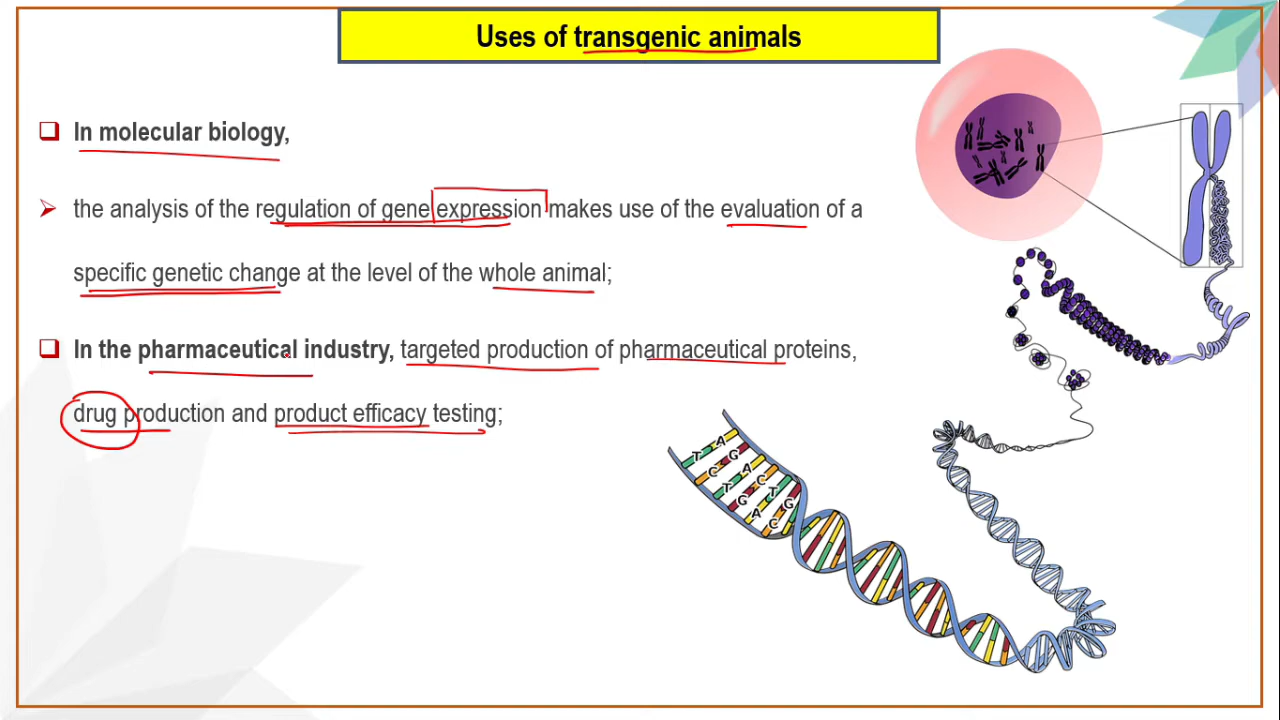 Uses of transgenic animals
In molecular biology,
the analysis of the regulation of gene expression makes use of the evaluation of a
specific genetic change at the level of the whole animal;
In the pharmaceutical industry, targeted production of pharmaceutical proteins,
drug production and product efficacy testing;
T A
C G
T A
G C
A T
C G